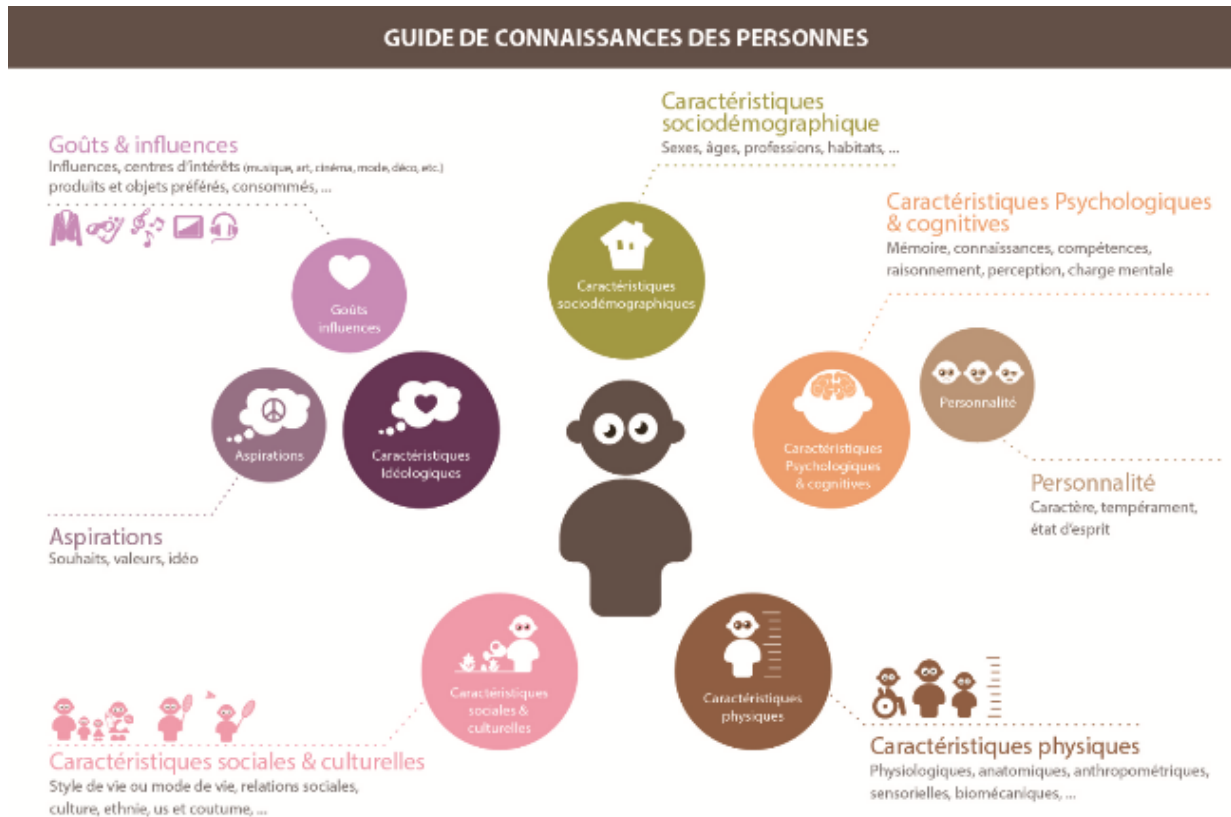 GUIDE DE CONNAISSANCES DES PERSONNES
Caractéristiques
sociodémographique
Sexes, âges, professions, habitats, ...
Goûts & influences
Influences, centres d'intérêts (musique, art, cinéma, mode, déco, etc.)
produits et objets préférés, consommés, ...
Caractéristiques Psychologiques
& cognitives
Mémoire, connaissances, compétences,
raisonnement, perception, charge mentale
Goûts
influences
Caractéristiques
sociodémographiques
Aspirations
Caractéristiques
Idéologiques
Caractéristiques
Psychologiques
& cognitives
Personnalité
Personnalité
Caractère, tempérament,
état d'esprit
Aspirations
Souhaits, valeurs, idéo
Caractéristiques
sociales &
culturelles
Caractéristiques
physiques
Caractéristiques sociales & culturelles
Style de vie ou mode de vie, relations sociales,
culture, ethnie, us et coutume, ...
Caractéristiques physiques
Physiologiques, anatomiques, anthropométriques,
sensorielles, biomécaniques, ...